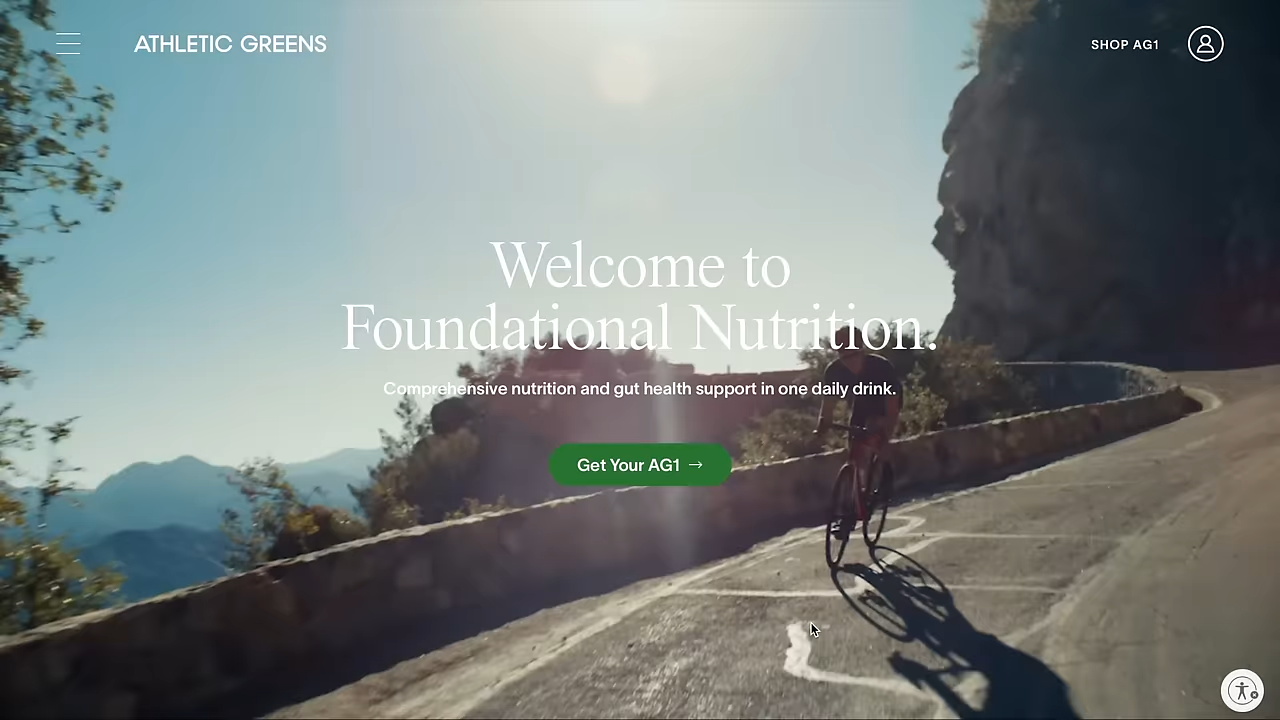 ATHLETIC GREENS
SHOP AG1
Welcome to
Foundational Nutrition.
Comprehensive nutrition and gut health support in one daily drink.
Get Your AG1 →